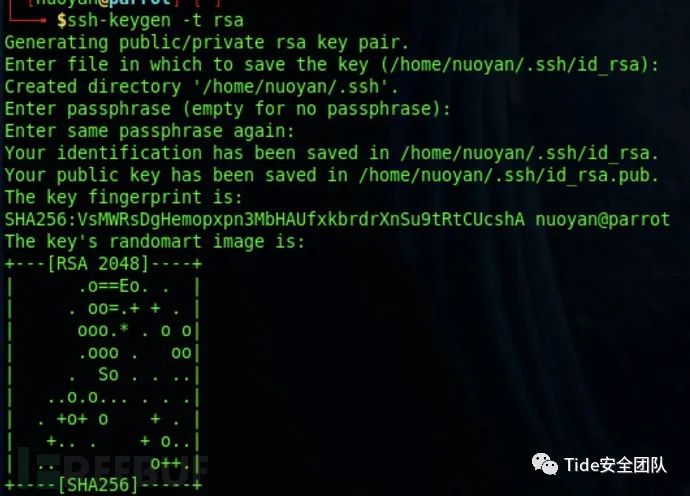 [nuoyan@parrot]─[~]
$ssh-keygen -t rsa
Generating public/private rsa key pair.
Enter file in which to save the key (/home/nuoyan/.ssh/id_rsa):
Created directory '/home/nuoyan/.ssh'.
Enter passphrase (empty for no passphrase):
Enter same passphrase again:
Your identification has been saved in /home/nuoyan/.ssh/id_rsa.
Your public key has been saved in /home/nuoyan/.ssh/id_rsa.pub.
The key fingerprint is:
SHA256:VsMWRsDgHemopxpn3MbHAUfxkbrdrXnSu9tRtCUcshA nuoyan@parrot
The key's randomart image is:
+---[RSA 2048]----+
|      .o==Eo. .  |
|     . oo=.+ + . |
|      ooo.* . o o|
|      .ooo .   oo|
|     .  So . . ..|
|   ..o.o... . . .|
|  . +o+ o    + . |
|   +.. .    + o..|
|  ..         o++.|
+----[SHA256]-----+
FREEBUF
Tide安全团队